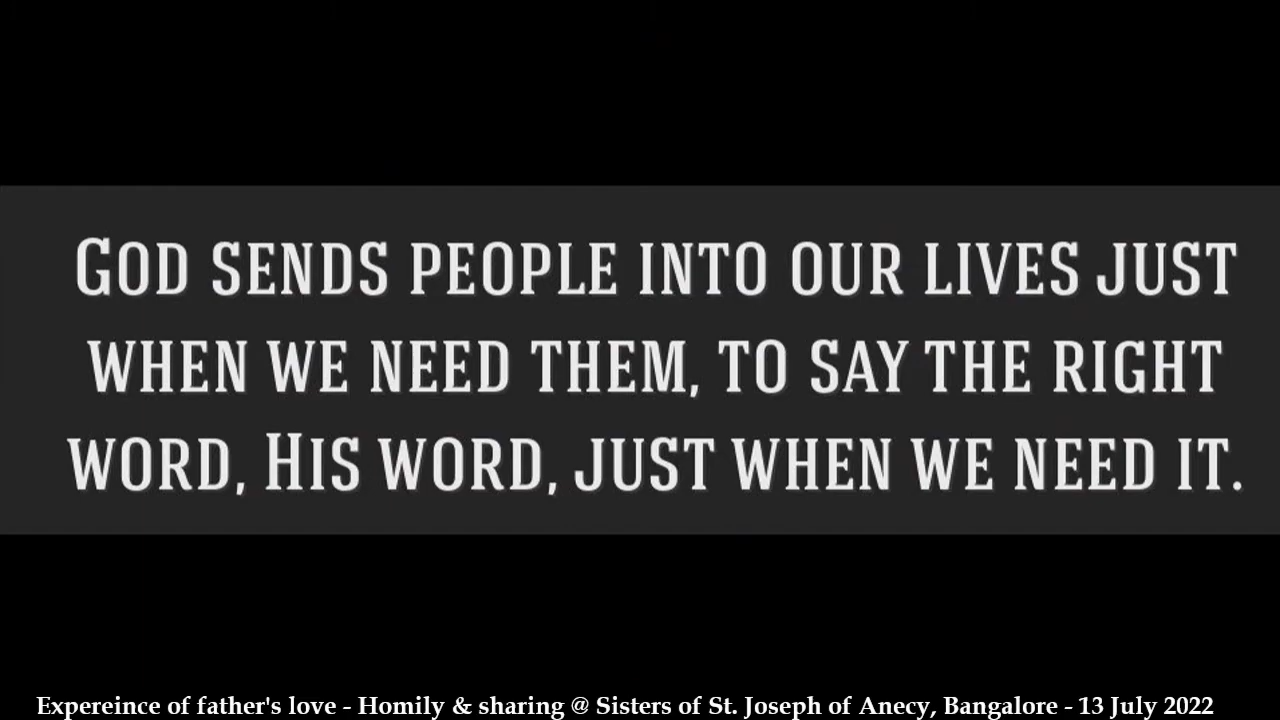 God sends people into our lives just
when we need them, to say the right
word, His word, just when we need it.
Expereince of father's love - Homily & sharing @ Sisters of St. Joseph of Anecy, Bangalore - 13 July 2022